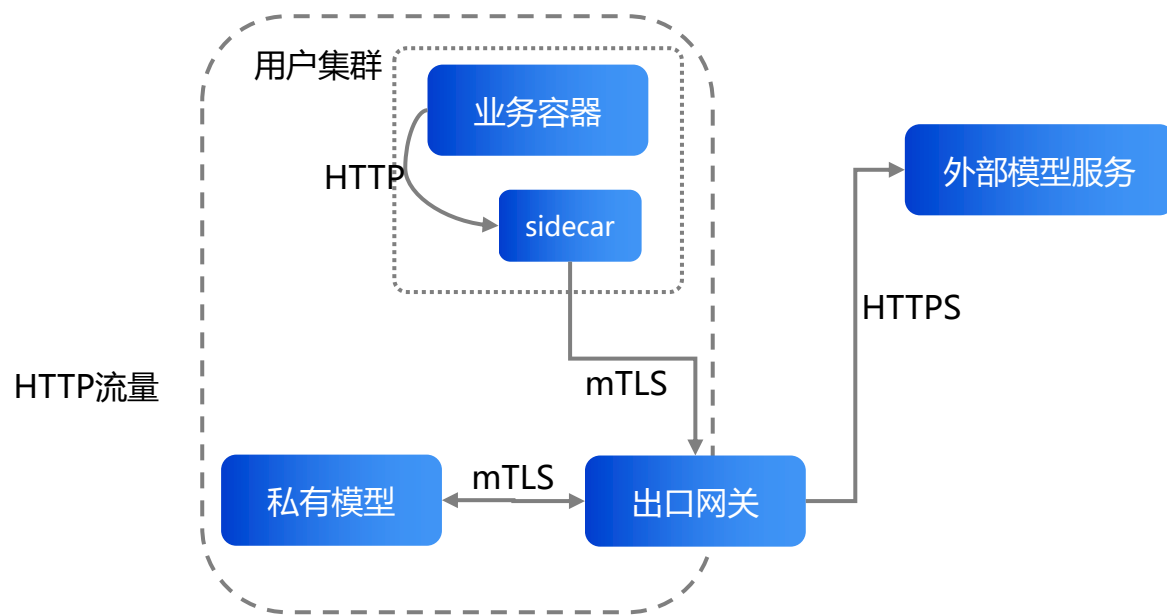 用户集群
业务容器
HTTP
sidecar
外部模型服务
HTTPS
HTTP流量
mTLS
私有模型
mTLS
出口网关